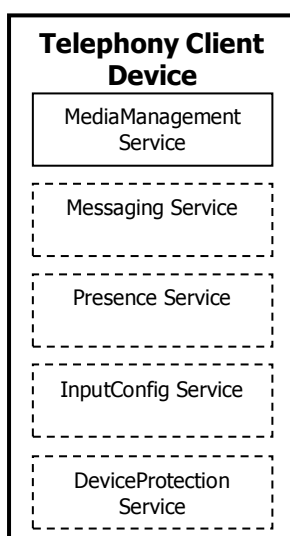 Telephony Client
Device
MediaManagement
Service
Messaging Service
Presence Service
InputConfig Service
DeviceProtection
Service